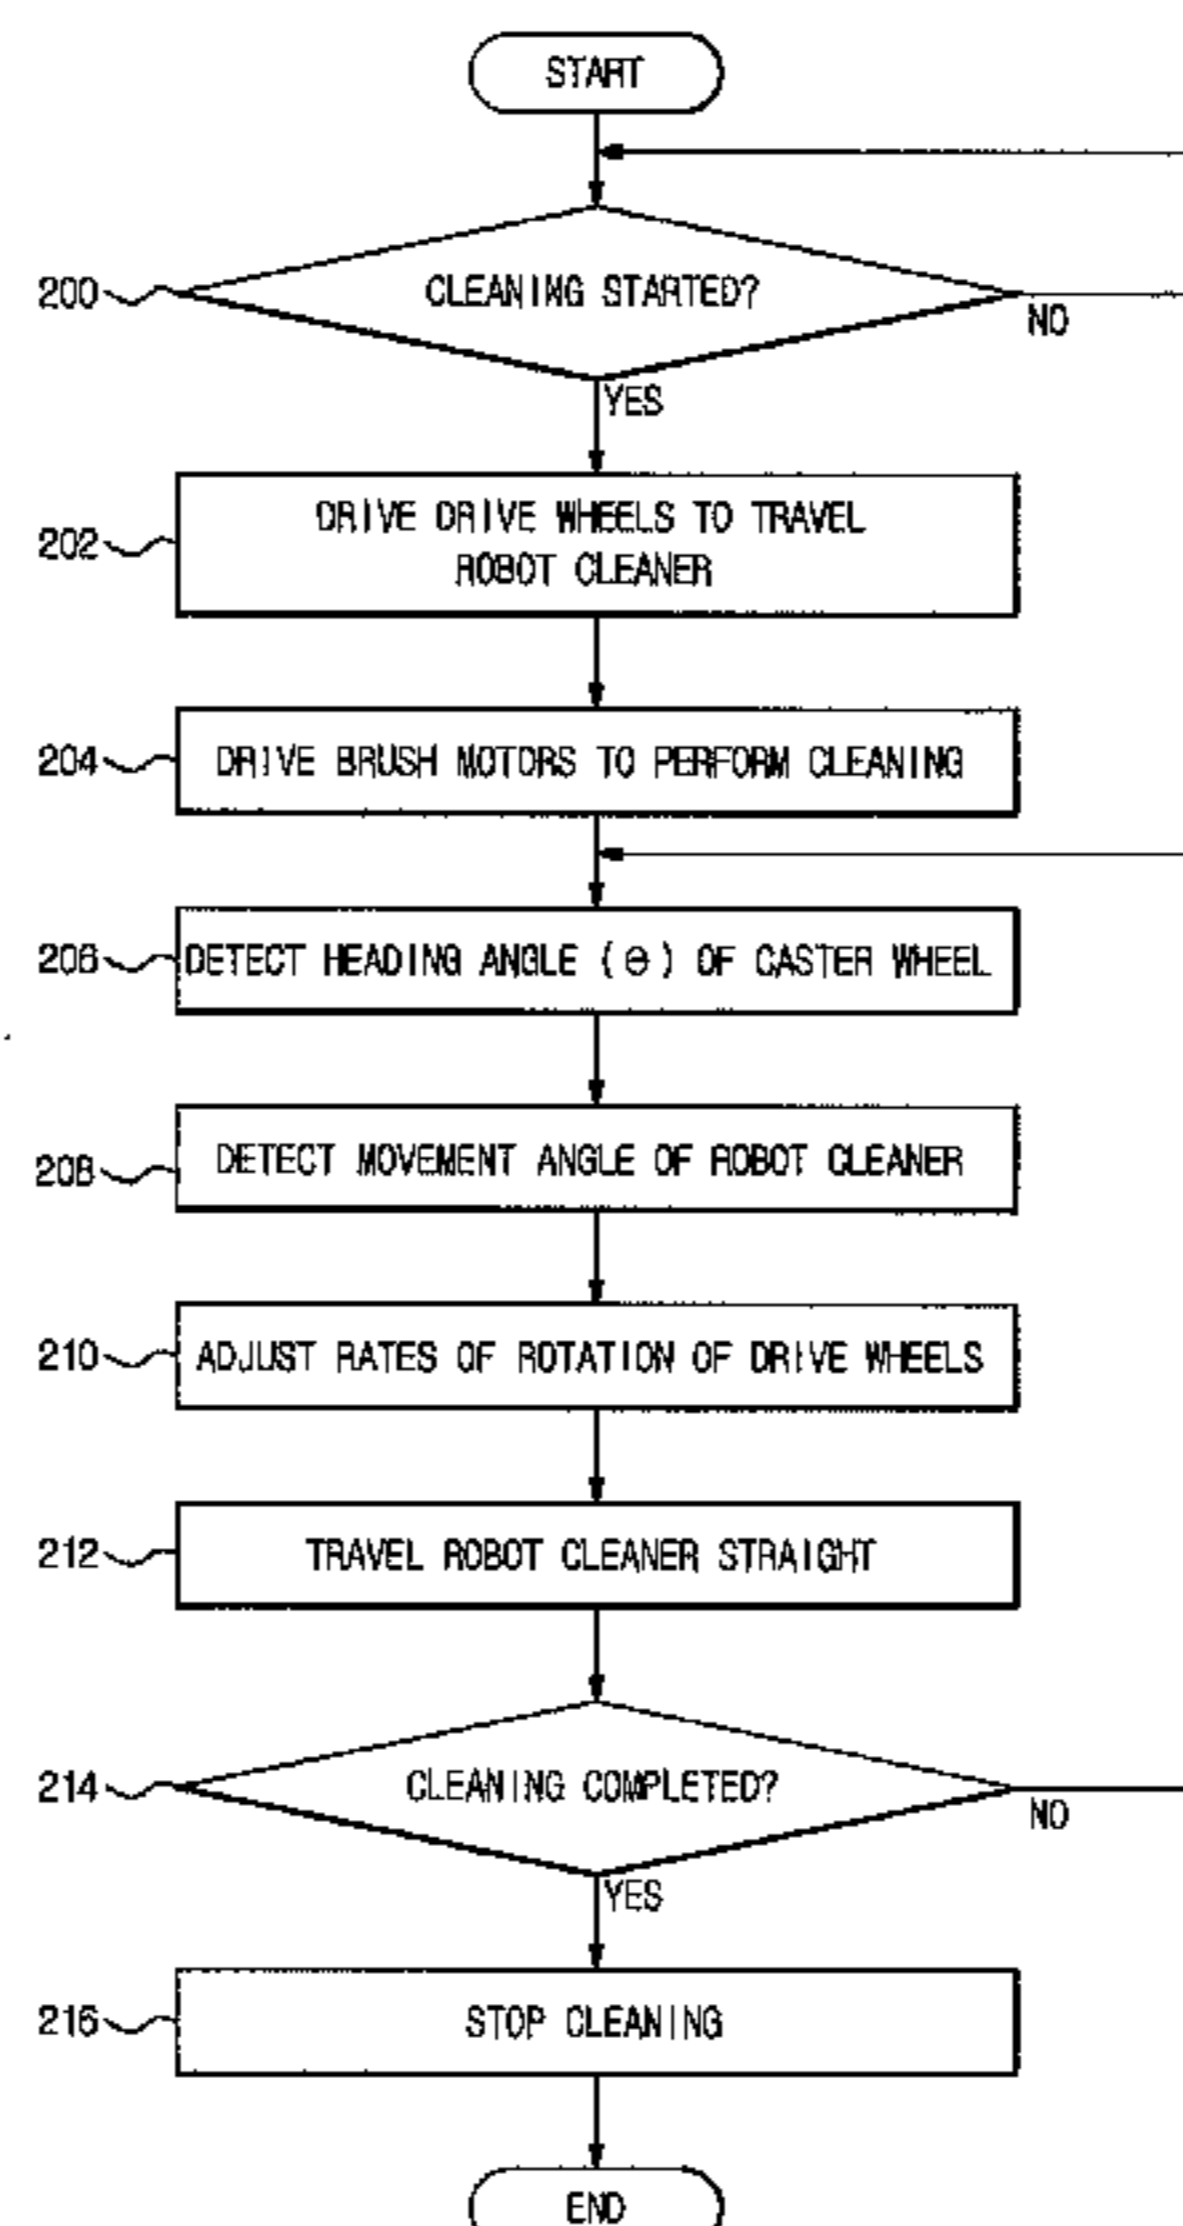 START
200
CLEANING STARTED?
NO
YES
202
DRIVE DRIVE WHEELS TO TRAVEL
ROBOT CLEANER
204
DRIVE BRUSH MOTORS TO PERFORM CLEANING
206
DETECT HEADING ANGLE (Θ) OF CASTER WHEEL
208
DETECT MOVEMENT ANGLE OF ROBOT CLEANER
210
ADJUST RATES OF ROTATION OF DRIVE WHEELS
212
TRAVEL ROBOT CLEANER STRAIGHT
214
CLEANING COMPLETED?
NO
YES
216
STOP CLEANING
END